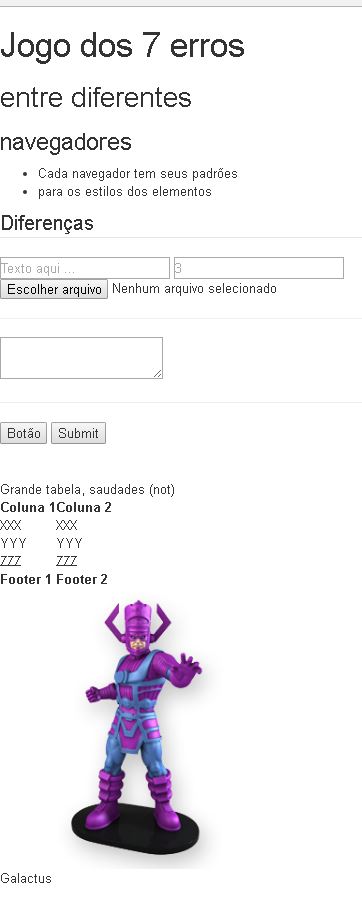 Jogo dos 7 erros
entre diferentes
navegadores
Cada navegador tem seus padrões
para os estilos dos elementos
Diferenças
Texto aqui ... 3
Escolher arquivo Nenhum arquivo selecionado
Botão Submit
Grande tabela, saudades (not)
Coluna 1 Coluna 2
XXX XXX
YYY YYY
ZZZ ZZZ
Footer 1 Footer 2
Galactus